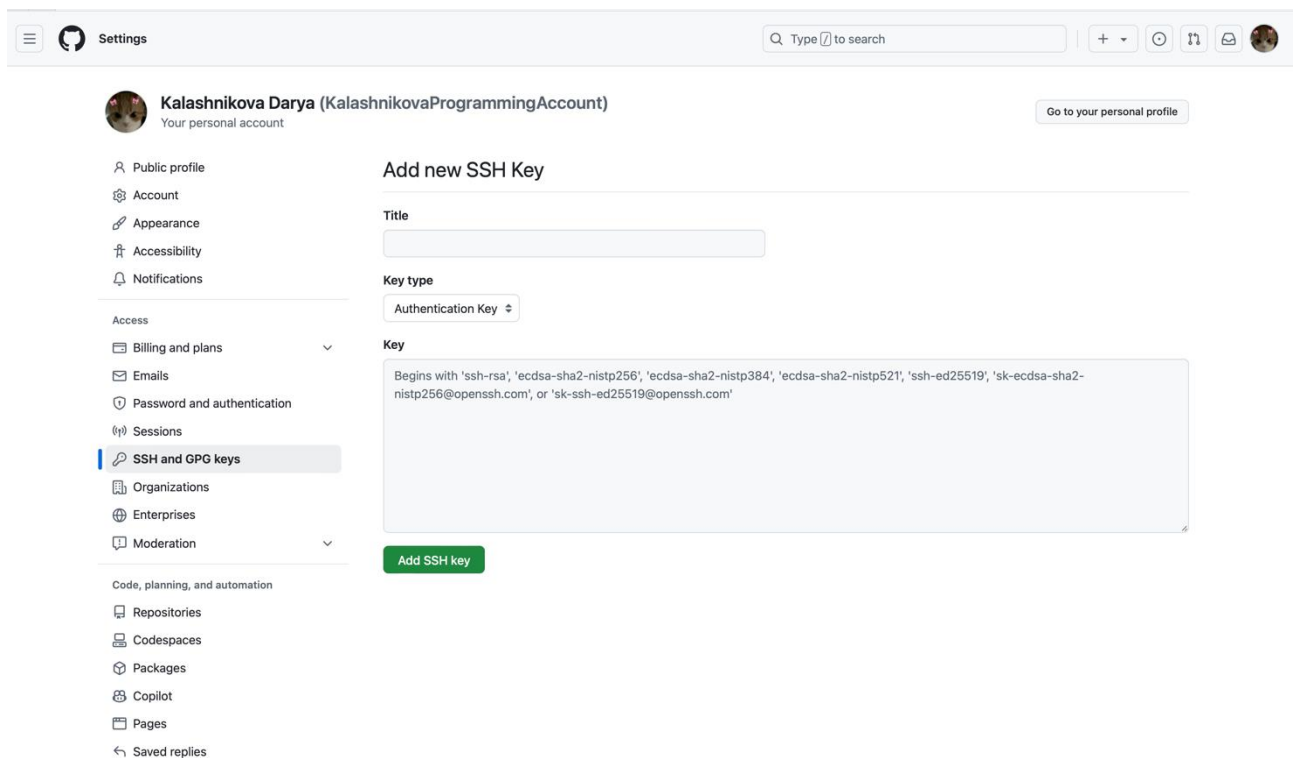 Settings
Type / to search
Kalashnikova Darya (KalashnikovaProgrammingAccount)
Your personal account
Go to your personal profile
Public profile
Account
Appearance
Accessibility
Notifications
Access
Billing and plans
Emails
Password and authentication
Sessions
SSH and GPG keys
Organizations
Enterprises
Moderation
Code, planning, and automation
Repositories
Codespaces
Packages
Copilot
Pages
Saved replies
Add new SSH Key
Title
Key type
Authentication Key
Key
Begins with 'ssh-rsa', 'ecdsa-sha2-nistp256', 'ecdsa-sha2-nistp384', 'ecdsa-sha2-nistp521', 'ssh-ed25519', 'sk-ecdsa-sha2-
nistp256@openssh.com', or 'sk-ssh-ed25519@openssh.com'
Add SSH key